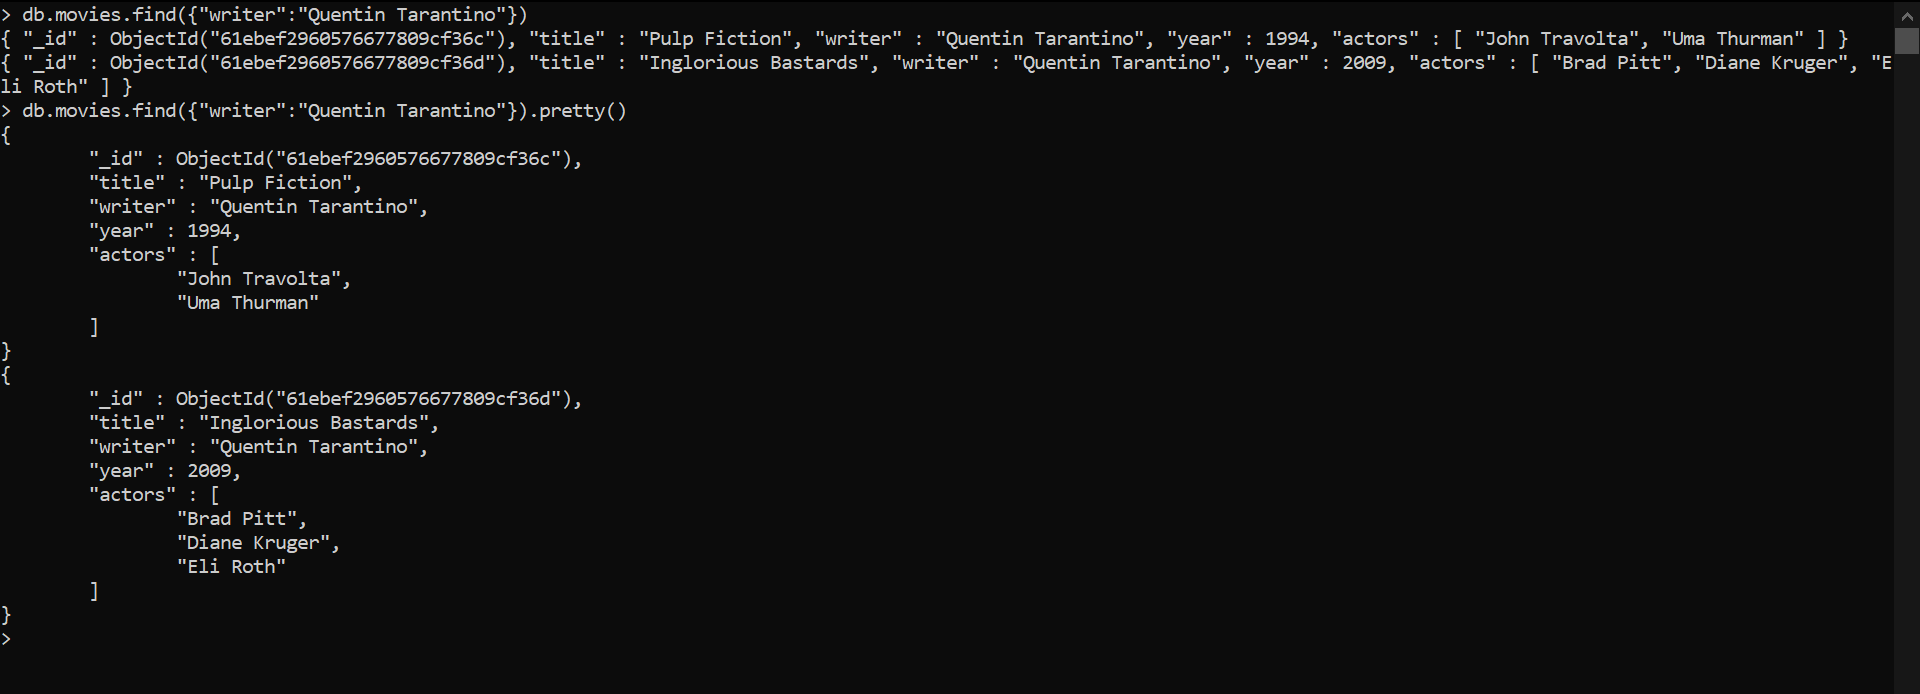 > db.movies.find({"writer":"Quentin Tarantino"})
{ "_id" : ObjectId("61ebef2960576677809cf36c"), "title" : "Pulp Fiction", "writer" : "Quentin Tarantino", "year" : 1994, "actors" : [ "John Travolta", "Uma Thurman" ] }
{ "_id" : ObjectId("61ebef2960576677809cf36d"), "title" : "Inglorious Bastards", "writer" : "Quentin Tarantino", "year" : 2009, "actors" : [ "Brad Pitt", "Diane Kruger", "E
li Roth" ] }
> db.movies.find({"writer":"Quentin Tarantino"}).pretty()
{
        "_id" : ObjectId("61ebef2960576677809cf36c"),
        "title" : "Pulp Fiction",
        "writer" : "Quentin Tarantino",
        "year" : 1994,
        "actors" : [
                "John Travolta",
                "Uma Thurman"
        ]
}
{
        "_id" : ObjectId("61ebef2960576677809cf36d"),
        "title" : "Inglorious Bastards",
        "writer" : "Quentin Tarantino",
        "year" : 2009,
        "actors" : [
                "Brad Pitt",
                "Diane Kruger",
                "Eli Roth"
        ]
}
>